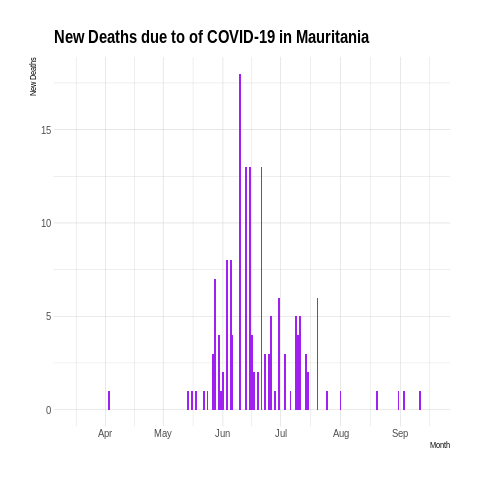 New Deaths due to of COVID-19 in Mauritania
New Deaths
15
10
5
0
Apr May Jun Jul Aug Sep
Month